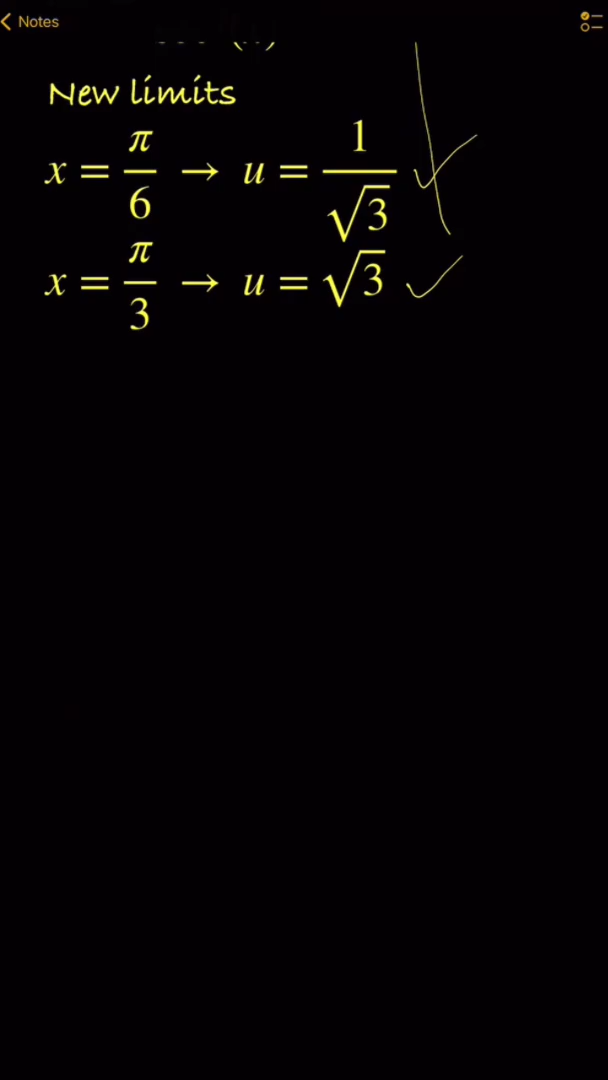 Notes
New limits
x = π/6 → u = 1/√3
x = π/3 → u = √3